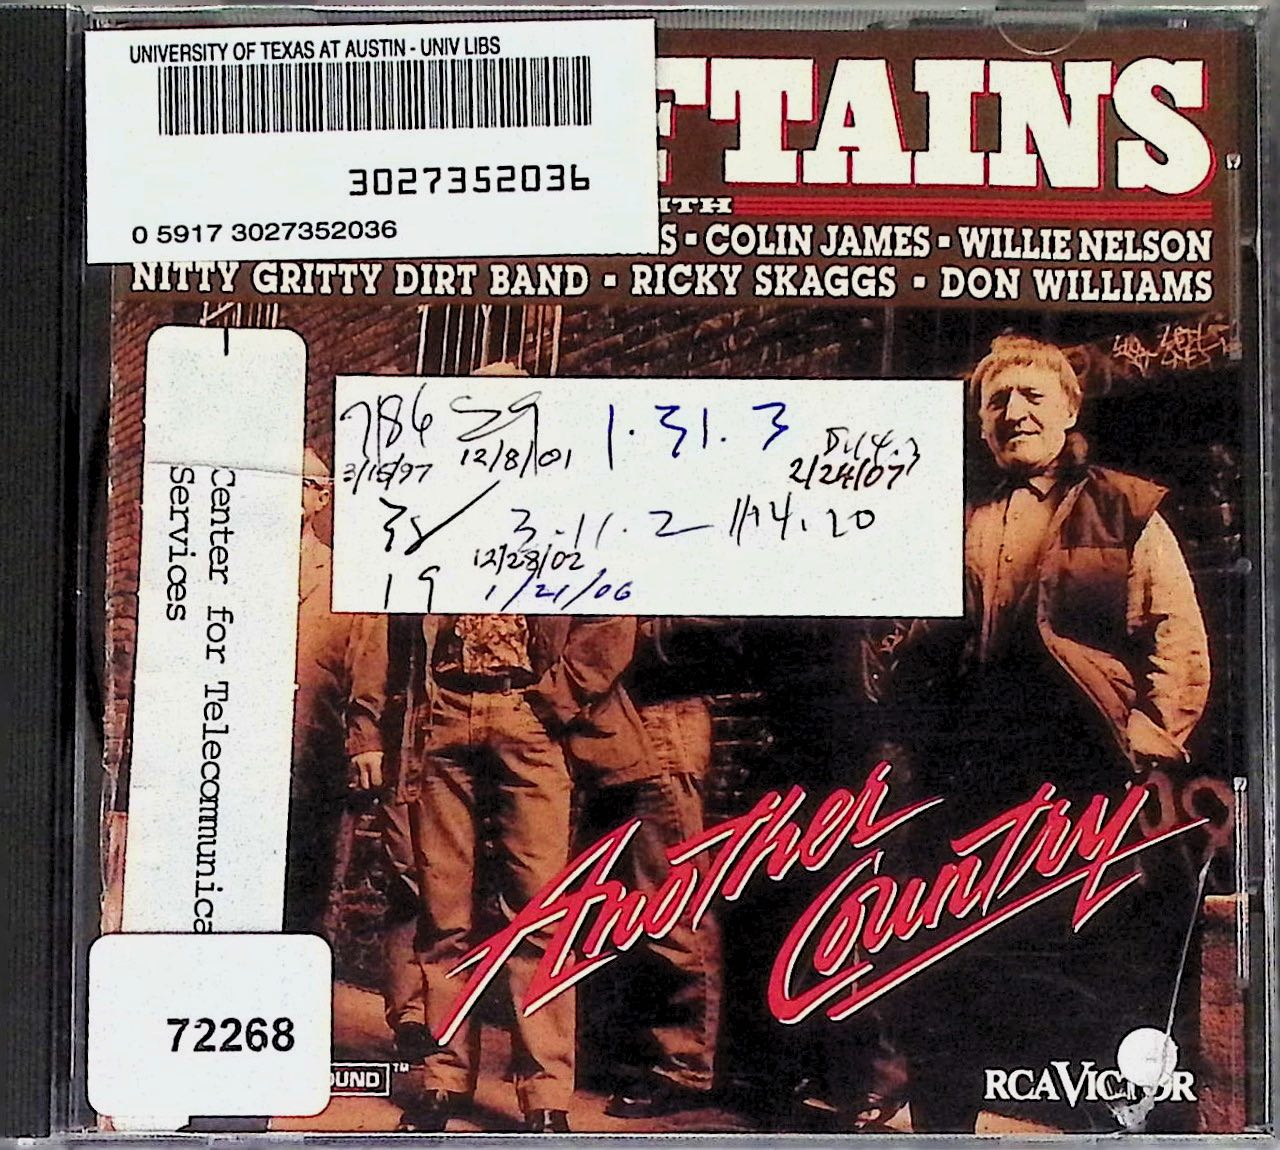 UNIVERSITY OF TEXAS AT AUSTIN - UNIV LIBS
3027352036
0 5917 3027352036
FTAINS
ITH
S ▪ COLIN JAMES ▪ WILLIE NELSON
NITTY GRITTY DIRT BAND ▪ RICKY SKAGGS ▪ DON WILLIAMS
786 29 1.31.3
3/15/97 12/8/01 2/24/07
3.11.2 1/14.20
12/28/02
19 1/21/06
Center for Telecommunica
Services
Another
Country
72268
OUND™
RCA VICTOR